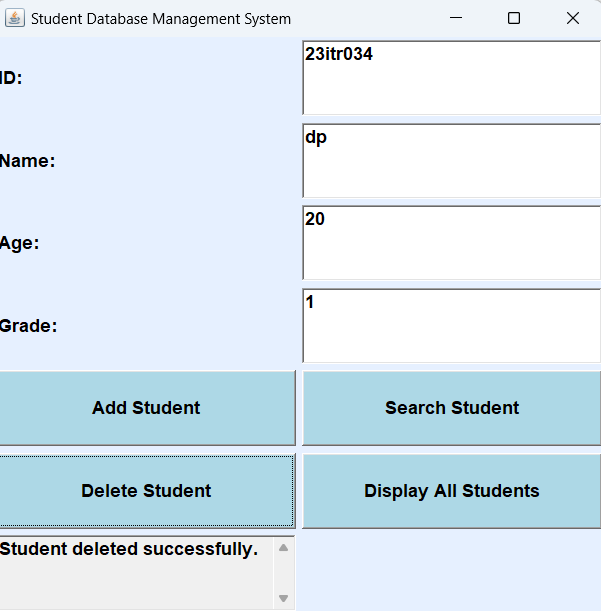 Student Database Management System
ID:
23itr034
Name:
dp
Age:
20
Grade:
1
Add Student
Search Student
Delete Student
Display All Students
Student deleted successfully.